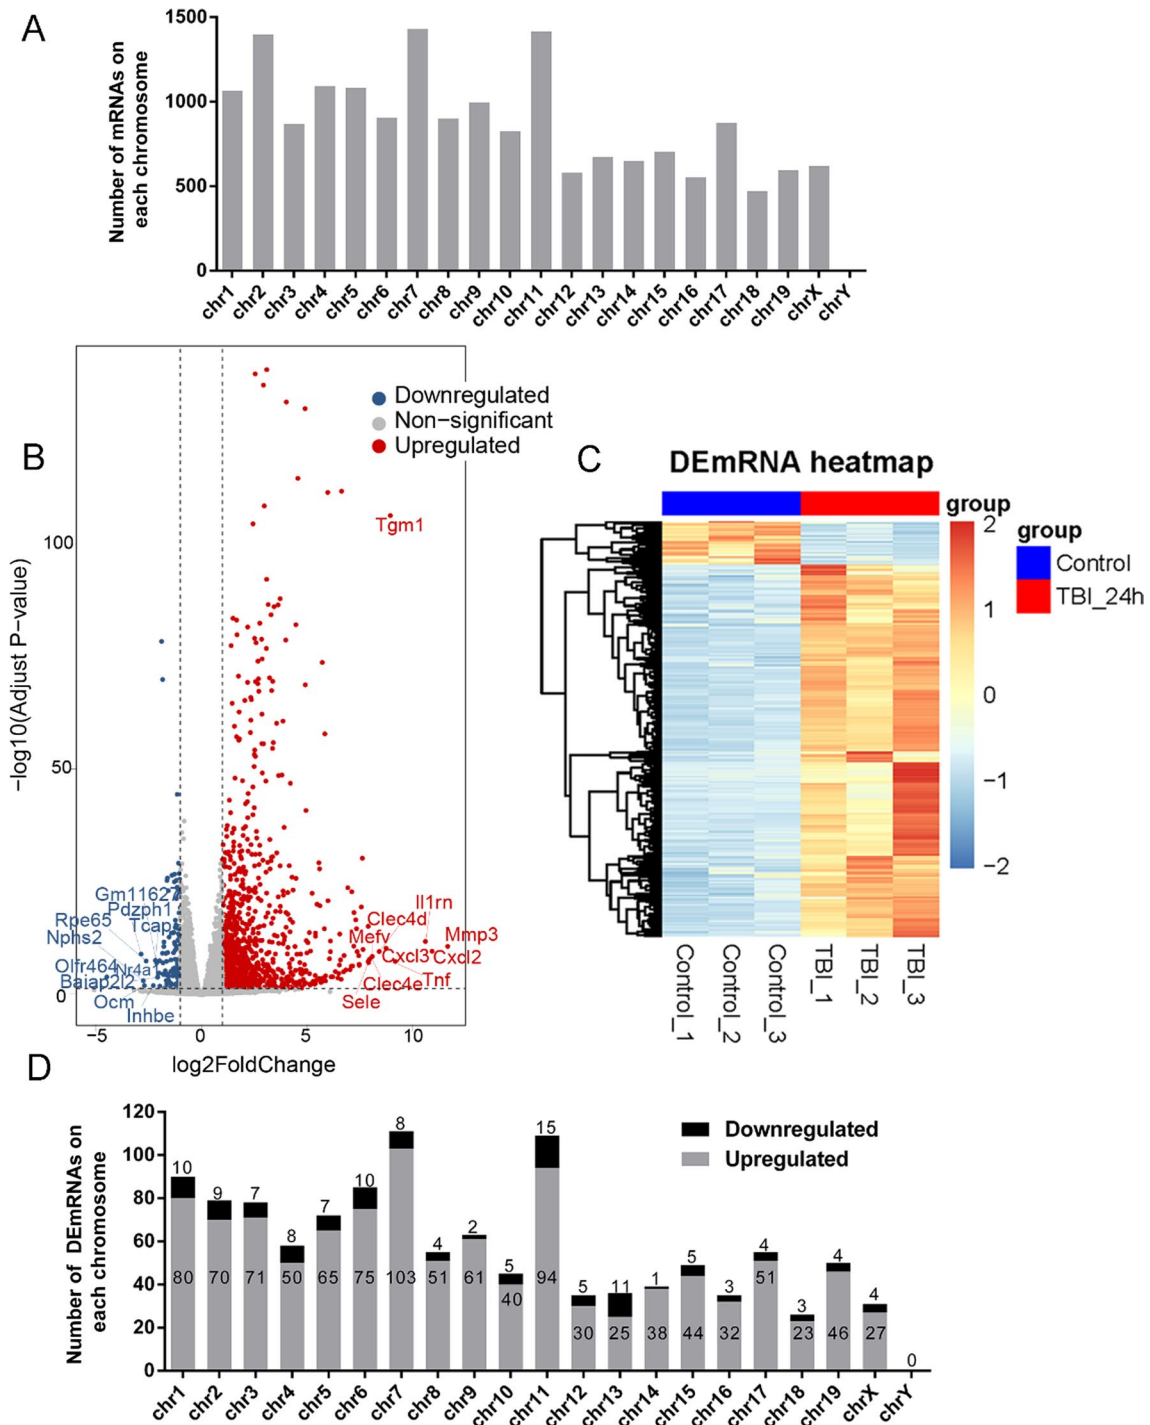 A
Number of mRNAs on
each chromosome
1500
1000
500
0
chr1
chr2
chr3
chr4
chr5
chr6
chr7
chr8
chr9
chr10
chr11
chr12
chr13
chr14
chr15
chr16
chr17
chr18
chr19
chrX
chrY
B
Downregulated
Non−significant
Upregulated
−log10(Adjust P−value)
100
50
0
Tgm1
Gm11627
Pdzph1
Rpe65
Tcap
Nphs2
Olfr464
Nr4a1
Baiap2l2
Ocm
Inhbe
Il1rn
Clec4d
Mefv
Mmp3
Cxcl3
Cxcl2
Clec4e
Tnf
Sele
−5
0
5
10
log2FoldChange
C
DEmRNA heatmap
group
2
1
0
−1
−2
group
Control
TBI_24h
Control_1
Control_2
Control_3
TBI_1
TBI_2
TBI_3
D
Number of DEmRNAs on
each chromosome
120
100
80
60
40
20
0
Downregulated
Upregulated
10
9
7
8
7
10
8
4
2
5
15
5
11
1
5
3
4
3
4
4
0
80
70
71
50
65
75
103
51
61
40
94
30
25
38
44
32
51
23
46
27
chr1
chr2
chr3
chr4
chr5
chr6
chr7
chr8
chr9
chr10
chr11
chr12
chr13
chr14
chr15
chr16
chr17
chr18
chr19
chrX
chrY